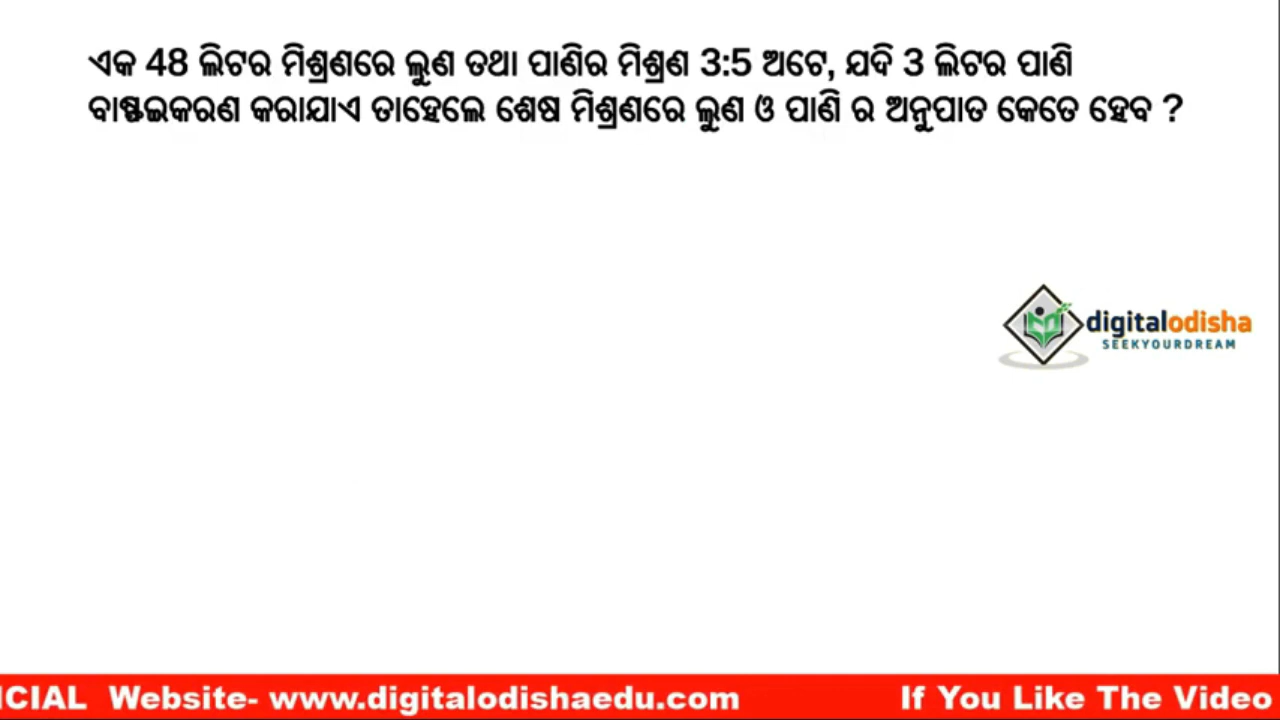 ଏକ 48 ଲିଟର ମିଶ୍ରଣରେ ଲୁଣ ତଥା ପାଣିର ମିଶ୍ରଣ 3:5 ଅଟେ, ଯଦି 3 ଲିଟର ପାଣି
ବାଷ୍ଭଇକରଣ କରାଯାଏ ତାହେଲେ ଶେଷ ମିଶ୍ରଣରେ ଲୁଣ ଓ ପାଣି ର ଅନୁପାତ କେତେ ହେବ ?
digitalodisha
SEEKYOURDREAM
ICIAL Website- www.digitalodishaedu.com If You Like The Video